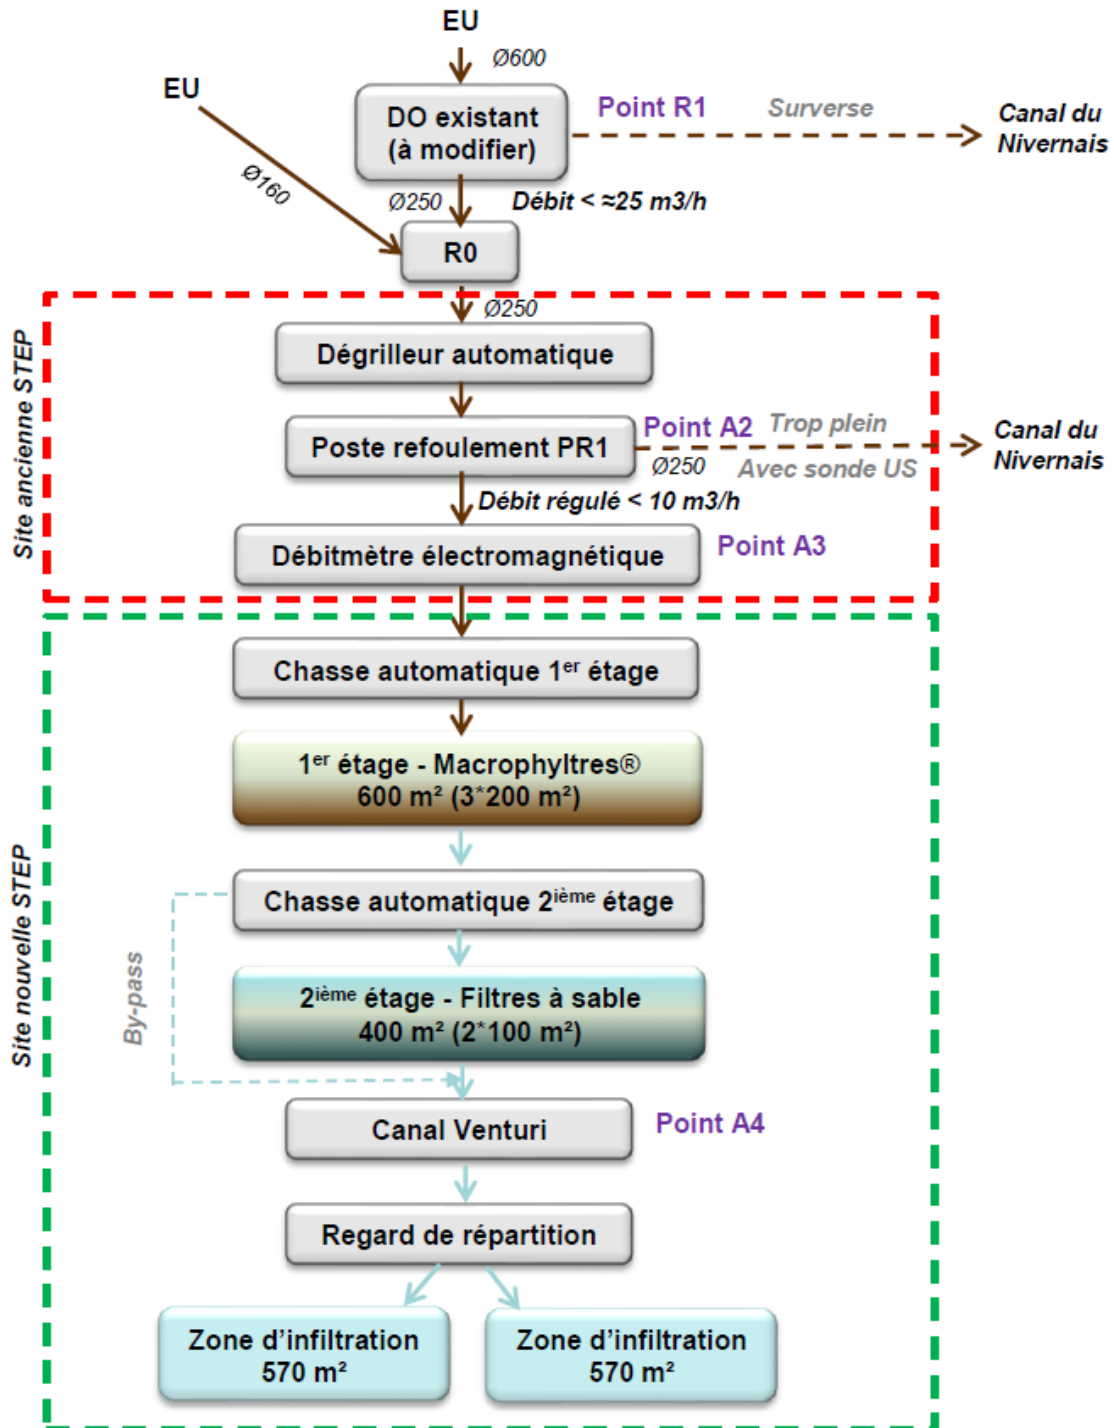 EU
Ø600
EU
Point R1
Surverse
Canal du
Nivernais
DO existant
(à modifier)
Ø160
Ø250
Débit < ≈25 m3/h
R0
Ø250
Site ancienne STEP
Dégrilleur automatique
Poste refoulement PR1
Point A2
Trop plein
Ø250
Avec sonde US
Canal du
Nivernais
Débit régulé < 10 m3/h
Débitmètre électromagnétique
Point A3
Site nouvelle STEP
Chasse automatique 1er étage
1er étage - Macrophyltres®
600 m² (3*200 m²)
Chasse automatique 2ième étage
By-pass
2ième étage - Filtres à sable
400 m² (2*100 m²)
Canal Venturi
Point A4
Regard de répartition
Zone d'infiltration
570 m²
Zone d'infiltration
570 m²